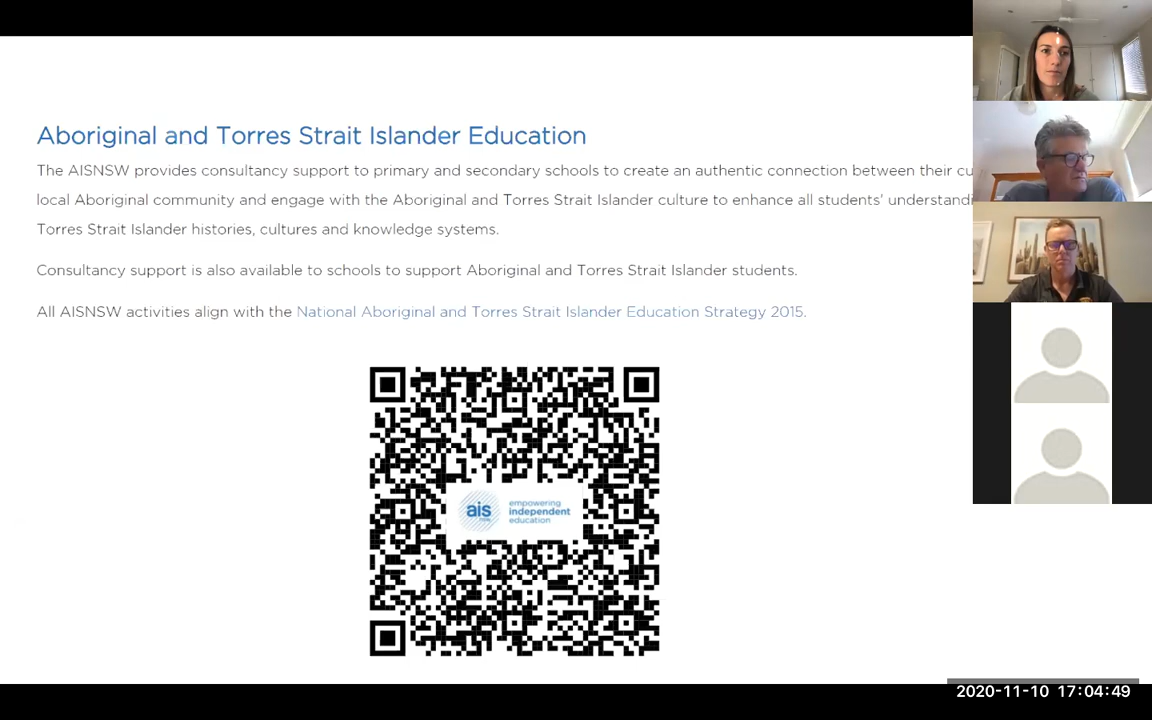 Aboriginal and Torres Strait Islander Education
The AISNSW provides consultancy support to primary and secondary schools to create an authentic connection between their cu
local Aboriginal community and engage with the Aboriginal and Torres Strait Islander culture to enhance all students' understandi
Torres Strait Islander histories, cultures and knowledge systems.
Consultancy support is also available to schools to support Aboriginal and Torres Strait Islander students.
All AISNSW activities align with the National Aboriginal and Torres Strait Islander Education Strategy 2015.
ais
empowering
independent
education
2020-11-10 17:04:49